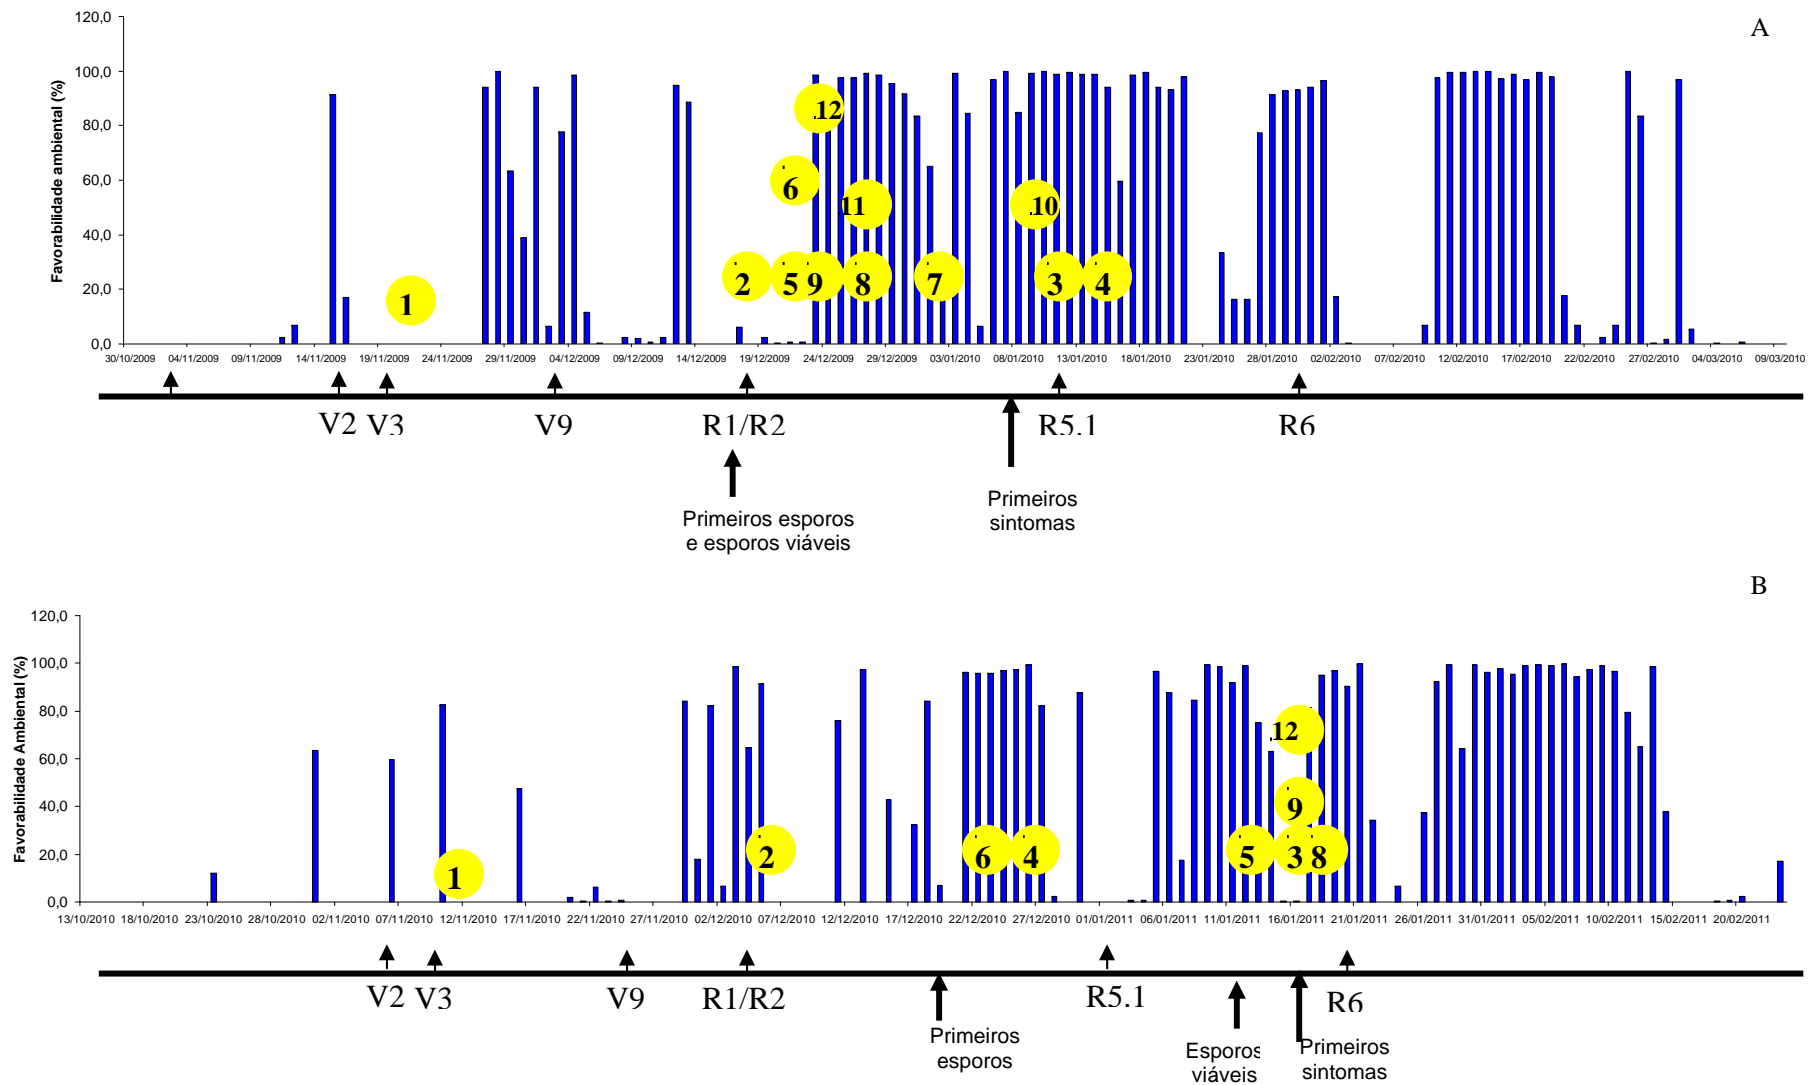 A
Favorabilidade ambiental (%)
120,0
100,0
80,0
60,0
40,0
20,0
0,0
12
6
11
10
1
2
5
9
8
7
3
4
30/10/2009 04/11/2009 09/11/2009 14/11/2009 19/11/2009 24/11/2009 29/11/2009 04/12/2009 09/12/2009 14/12/2009 19/12/2009 24/12/2009 29/12/2009 03/01/2010 08/01/2010 13/01/2010 18/01/2010 23/01/2010 28/01/2010 02/02/2010 07/02/2010 12/02/2010 17/02/2010 22/02/2010 27/02/2010 04/03/2010 09/03/2010
V2 V3 V9 R1/R2 R5.1 R6
Primeiros esporos
e esporos viáveis
Primeiros
sintomas
B
Favorabilidade Ambiental (%)
120,0
100,0
80,0
60,0
40,0
20,0
0,0
12
9
1
2
6
4
5
3
8
13/10/2010 18/10/2010 23/10/2010 28/10/2010 02/11/2010 07/11/2010 12/11/2010 17/11/2010 22/11/2010 27/11/2010 02/12/2010 07/12/2010 12/12/2010 17/12/2010 22/12/2010 27/12/2010 01/01/2011 06/01/2011 11/01/2011 16/01/2011 21/01/2011 26/01/2011 31/01/2011 05/02/2011 10/02/2011 15/02/2011 20/02/2011
V2 V3 V9 R1/R2 R5.1 R6
Primeiros
esporos
Esporos
viáveis
Primeiros
sintomas